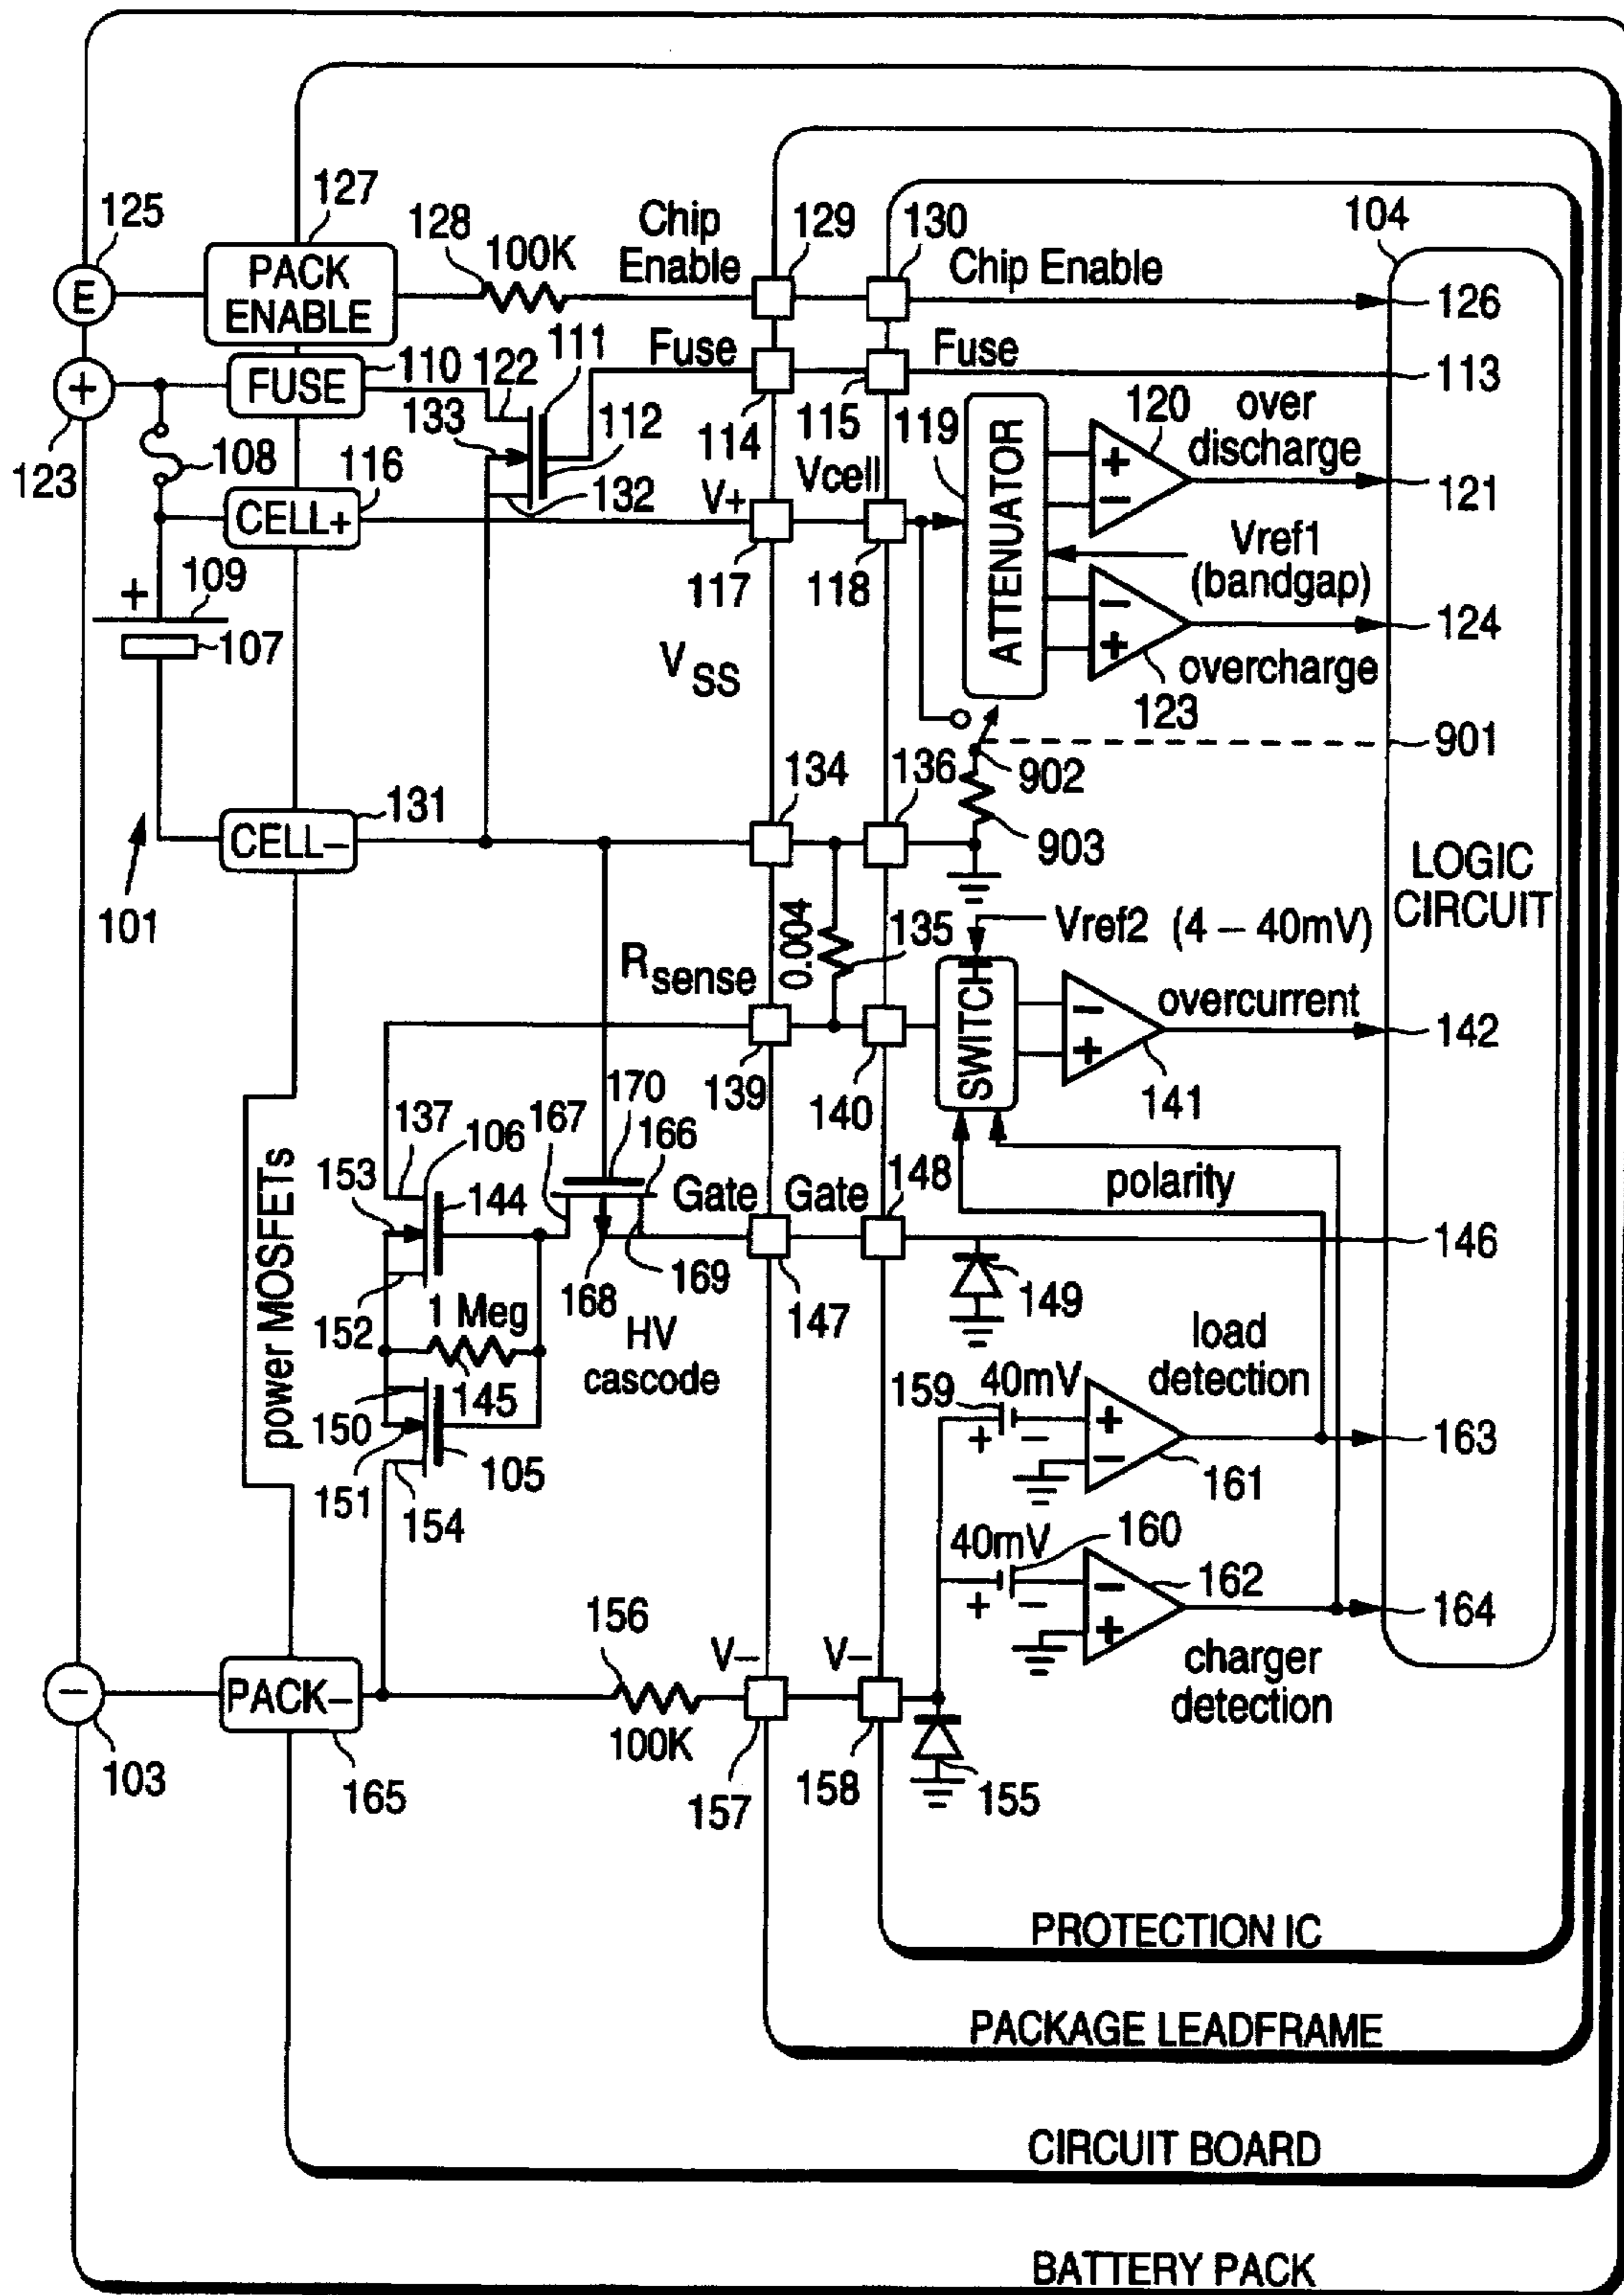 125
127
128
100K
Chip
Enable
129
130
Chip Enable
104
126
E
PACK
ENABLE
110
FUSE
122
111
Fuse
Fuse
113
+
123
133
112
114
115
119
120
over
discharge
108
116
132
V+
Vcell
ATTENUATOR
+
−
121
CELL+
117
118
Vref1
(bandgap)
109
+
107
VSS
−
+
124
overcharge
123
901
134
136
902
131
CELL−
903
101
LOGIC
CIRCUIT
Rsense
0.004
135
Vref2 (4 – 40mV)
SWITCH
−
+
overcurrent
142
139
140
141
137
106
167
170
166
148
power MOSFETs
153
144
Gate
Gate
polarity
146
152
1 Meg
168
169
147
149
HV
cascode
load
detection
145
159
40mV
150
+
−
+
−
163
151
105
154
161
40mV
160
162
+
−
−
+
164
156
V−
V−
charger
detection
−
PACK−
100K
103
165
157
158
155
PROTECTION IC
PACKAGE LEADFRAME
CIRCUIT BOARD
BATTERY PACK